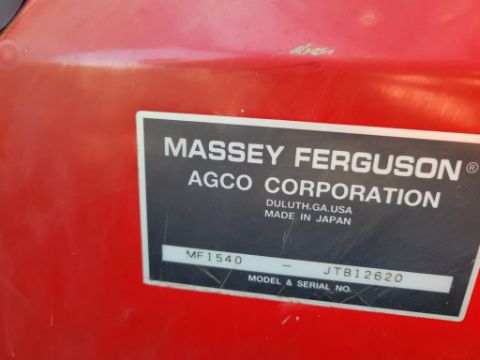 MASSEY FERGUSON®
AGCO CORPORATION
DULUTH.GA.USA
MADE IN JAPAN
MF1540 - JTB12620
MODEL & SERIAL NO.